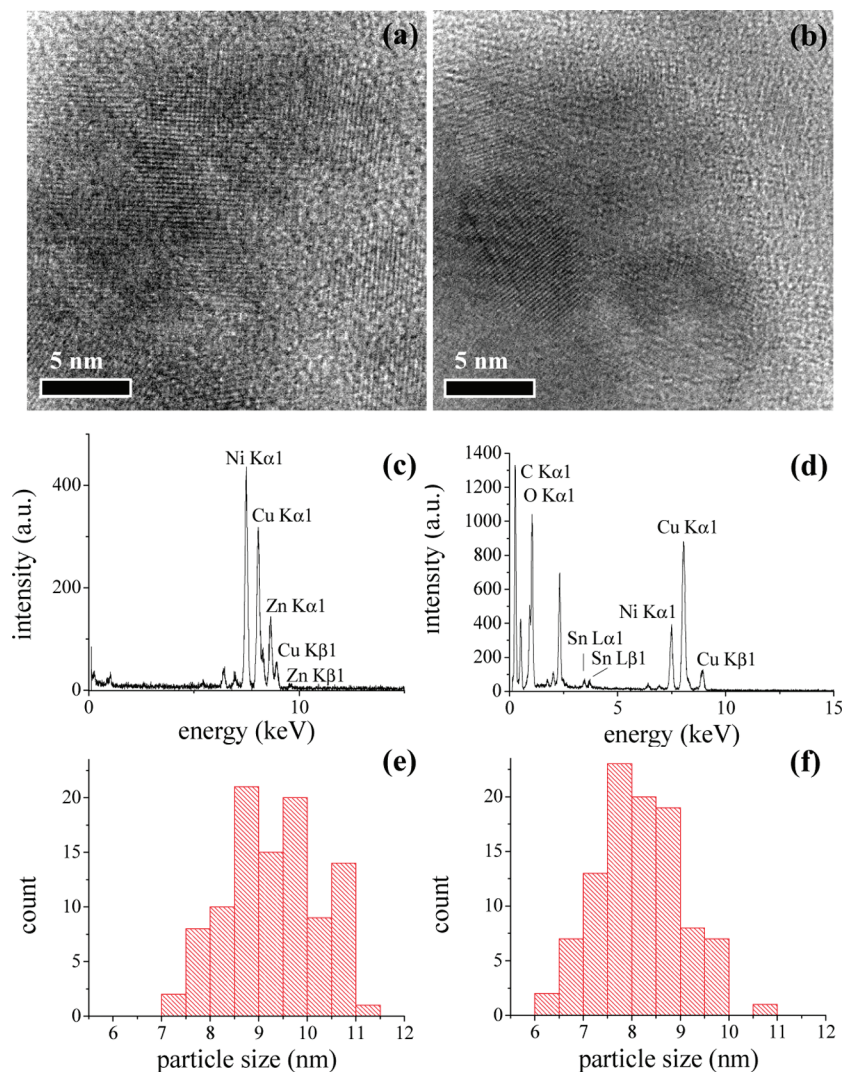 (a)
(b)
5 nm
5 nm
(c)
Ni Kα1
Cu Kα1
Zn Kα1
Cu Kβ1
Zn Kβ1
400
200
0
0
10
intensity (a.u.)
energy (keV)
(d)
C Kα1
O Kα1
Cu Kα1
Ni Kα1
Sn Lα1
Sn Lβ1
Cu Kβ1
1400
1200
1000
800
600
400
200
0
0
5
10
15
intensity (a.u.)
energy (keV)
(e)
20
15
10
5
0
6
7
8
9
10
11
12
count
particle size (nm)
(f)
20
15
10
5
0
6
7
8
9
10
11
12
count
particle size (nm)